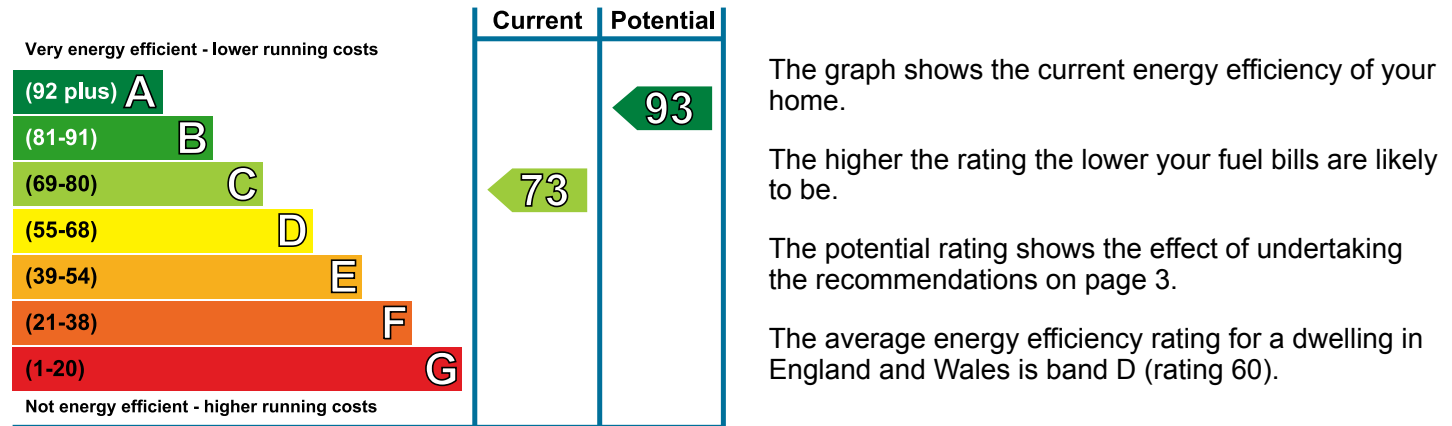 Current Potential
Very energy efficient - lower running costs
(92 plus) A
93
(81-91) B
(69-80) C
73
(55-68) D
(39-54) E
(21-38) F
(1-20) G
Not energy efficient - higher running costs
The graph shows the current energy efficiency of your
home.
The higher the rating the lower your fuel bills are likely
to be.
The potential rating shows the effect of undertaking
the recommendations on page 3.
The average energy efficiency rating for a dwelling in
England and Wales is band D (rating 60).